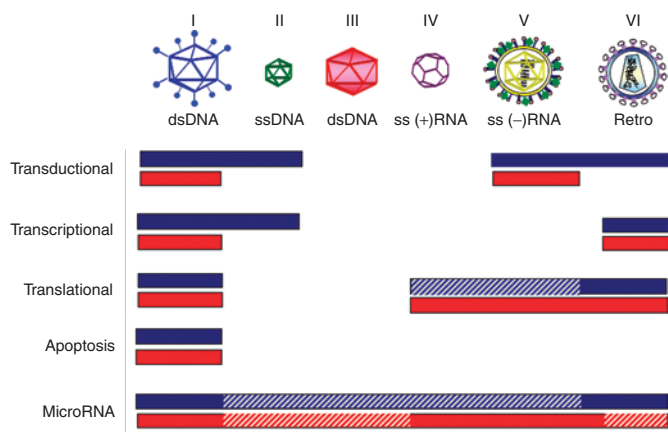 I II III IV V VI
dsDNA ssDNA dsDNA ss (+)RNA ss (−)RNA Retro
Transductional
Transcriptional
Translational
Apoptosis
MicroRNA